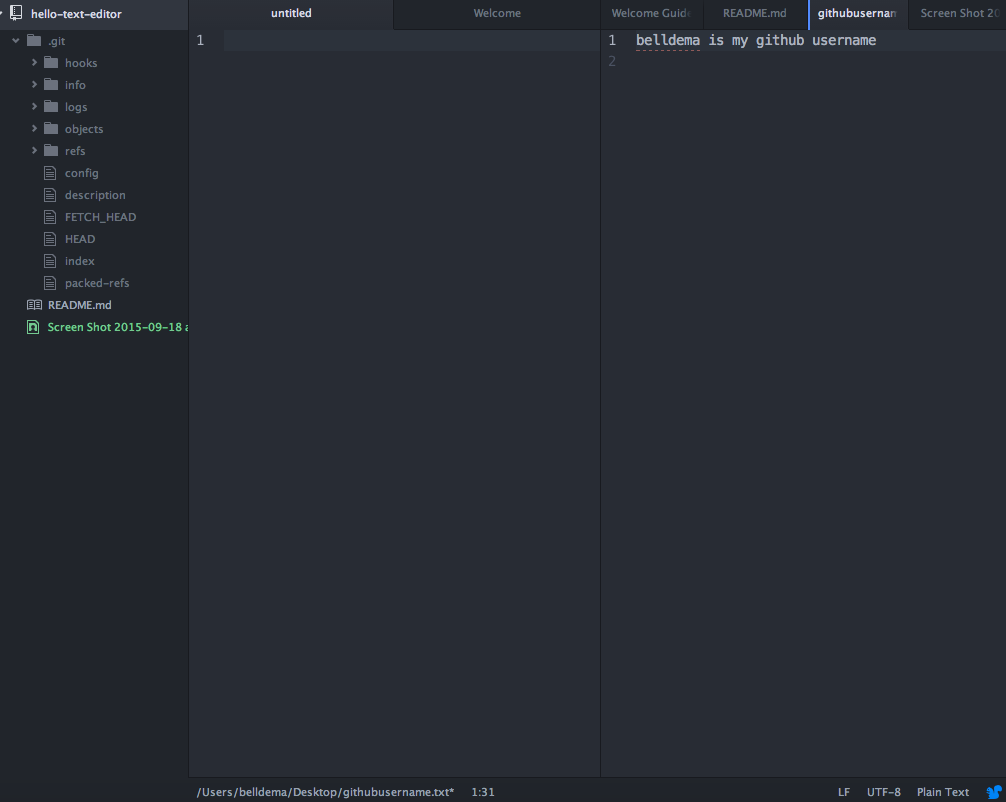 hello-text-editor
.git
hooks
info
logs
objects
refs
config
description
FETCH_HEAD
HEAD
index
packed-refs
README.md
Screen Shot 2015-09-18 a
untitled
Welcome
1
Welcome Guide
README.md
githubusernam
Screen Shot 20
1 belldema is my github username
2
/Users/belldema/Desktop/githubusername.txt* 1:31
LF UTF-8 Plain Text